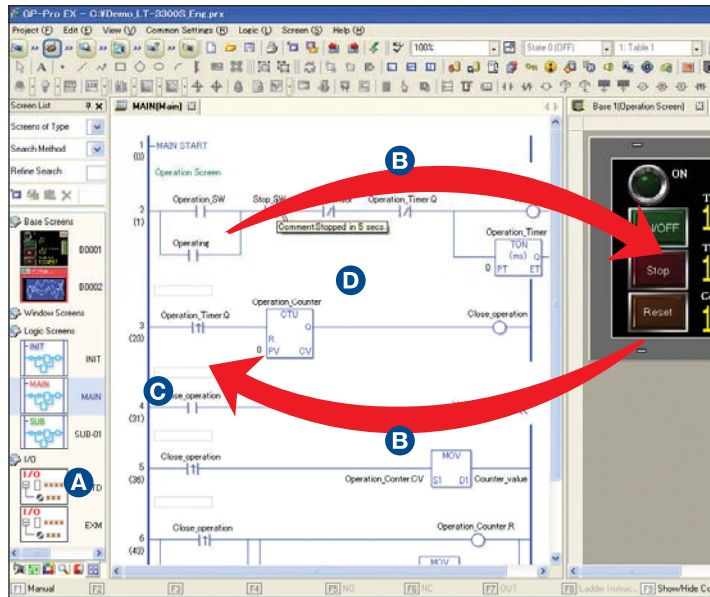 GP-Pro EX - C:¥Demo_LT-3300S_Eng.prx
Project (F) Edit (E) View (V) Common Settings (R) Logic (L) Screen (S) Help (H)
100%
State 0 (OFF)
1: Table 1
Screen List
MAIN[Main]
Base 1(Operation Screen)
Screens of Type
Search Method
Refine Search
Base Screens
B0001
B0002
Window Screens
Logic Screens
INIT
INIT
MAIN
MAIN
SUB
SUB-01
I/O
I/O
A
TD
I/O
EXM
1
(0)
MAIN START
Operation Screen
B
2
(1)
Operation_SW
Stop_SW
Operation_Timer.Q
Comment:Stopped in 5 secs.
Operating
Operation_Timer
TON
(ms) Q
0 PT ET
D
3
(23)
Operation_Timer.Q
Operation_Counter
CTU
Q
R
0 PV CV
Close_operation
C
4
(31)
ose_operation
B
5
(36)
Close_operation
MOV
Operation_Conter.CV S1 D1 Counter_value
6
(43)
Close_operation
Operation_Counter.R
MOV
ON
/OFF
Stop
Reset
F1 Manual F2 F3 F4 F5 NO F6 NC F7 OUT F8 Ladder Instruc... F9 Show/Hide Co